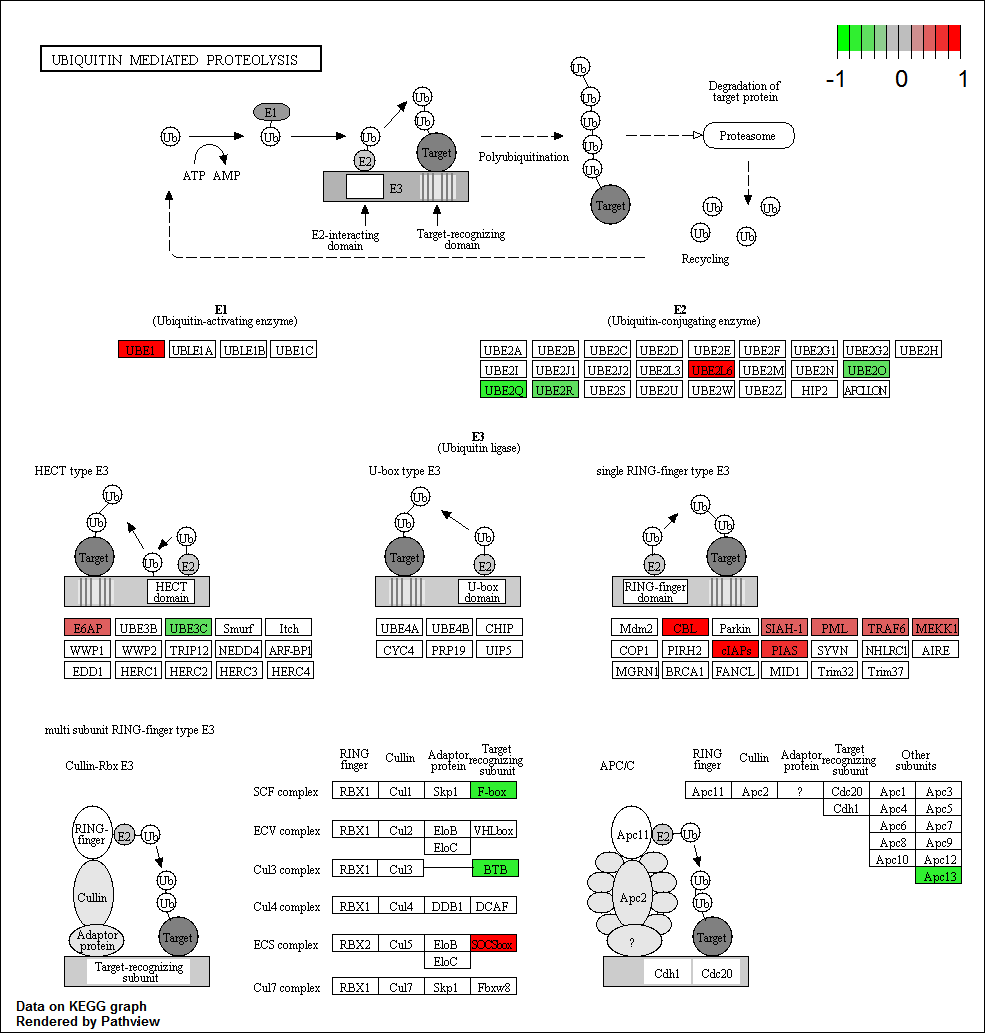 UBIQUITIN MEDIATED PROTEOLYSIS
-1 0 1
Ub
ATP AMP
E1
Ub
Ub
E2
E3
Ub
Ub
Target
E2-interacting
domain
Target-recognizing
domain
Polyubiquitination
Ub
Ub
Ub
Ub
Ub
Target
Degradation of
target protein
Proteasome
Ub
Ub
Ub
Ub
Recycling
E1
(Ubiquitin-activating enzyme)
UBE1 UBLE1A UBLE1B UBE1C
E2
(Ubiquitin-conjugating enzyme)
UBE2A UBE2B UBE2C UBE2D UBE2E UBE2F UBE2G1 UBE2G2 UBE2H
UBE2I UBE2J1 UBE2J2 UBE2L3 UBE2L6 UBE2M UBE2N UBE2O
UBE2Q UBE2R UBE2S UBE2U UBE2W UBE2Z HIP2 AFCLLON
E3
(Ubiquitin ligase)
HECT type E3
Ub
Ub
Target
Ub
Ub
E2
HECT
domain
E6AP UBE3B UBE3C Smurf Itch
WWP1 WWP2 TRIP12 NEDD4 ARF-BP1
EDD1 HERC1 HERC2 HERC3 HERC4
U-box type E3
Ub
Ub
Target
Ub
E2
U-box
domain
UBE4A UBE4B CHIP
CYC4 PRP19 UIP5
single RING-finger type E3
Ub
Ub
Ub
E2
Target
RING-finger
domain
Mdm2 CBL Parkin SIAH-1 PML TRAF6 MEKK1
COP1 PIRH2 cIAPs PIAS SYVN NHLRC1 AIRE
MGRN1 BRCA1 FANCL MID1 Trim32 Trim37
multi subunit RING-finger type E3
Cullin-Rbx E3
RING-
finger
E2
Ub
Cullin
Ub
Ub
Adaptor
protein
Target
Target-recognizing
subunit
RING
finger
Cullin
Adaptor
protein
Target
recognizing
subunit
SCF complex RBX1 Cul1 Skp1 F-box
ECV complex RBX1 Cul2 EloB VHLbox
EloC
Cul3 complex RBX1 Cul3 BTB
Cul4 complex RBX1 Cul4 DDB1 DCAF
ECS complex RBX2 Cul5 EloB SOCSbox
EloC
Cul7 complex RBX1 Cul7 Skp1 Fbxw8
APC/C
RING
finger
Cullin
Adaptor
protein
Target
recognizing
subunit
Other
subunits
Apc11 Apc2 ? Cdc20 Apc1 Apc3
Cdh1 Apc4 Apc5
Apc6 Apc7
Apc8 Apc9
Apc10 Apc12
Apc13
Apc11
E2
Ub
Apc2
Ub
Ub
?
Target
Cdh1 Cdc20
Data on KEGG graph
Rendered by Pathview